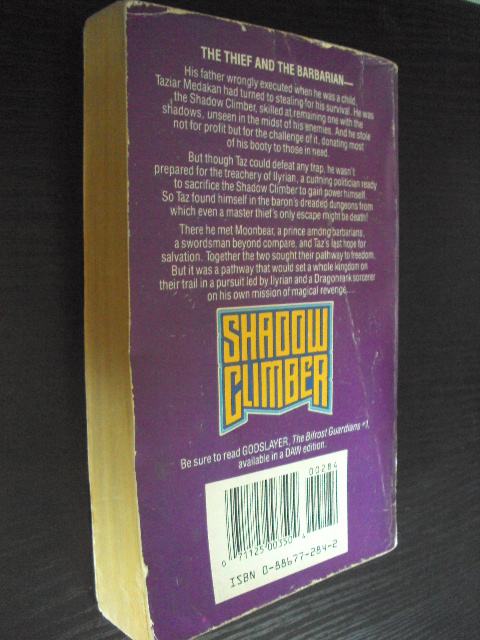 THE THIEF AND THE BARBARIAN—
His father wrongly executed when he was a child,
Taziar Medakan had turned to stealing for his survival. He was
the Shadow Climber, skilled at remaining one with the
shadows, unseen in the midst of his enemies. And he stole
not for profit but for the challenge of it, donating most
of his booty to those in need.
But though Taz could defeat any trap, he wasn't
prepared for the treachery of Ilyrian, a cunning politician ready
to sacrifice the Shadow Climber to gain power himself.
So Taz found himself in the baron's dreaded dungeons from
which even a master thief's only escape might be death!
There he met Moonbear, a prince among barbarians,
a swordsman beyond compare, and Taz's last hope for
salvation. Together the two sought their pathway to freedom.
But it was a pathway that would set a whole kingdom on
their trail in a pursuit led by Ilyrian and a Dragonrank sorcerer
on his own mission of magical revenge....
SHADOW
CLIMBER
Be sure to read GODSLAYER, The Bifrost Guardians #1,
available in a DAW edition.
00284
0 71125 00350 4
ISBN 0-88677-284-2